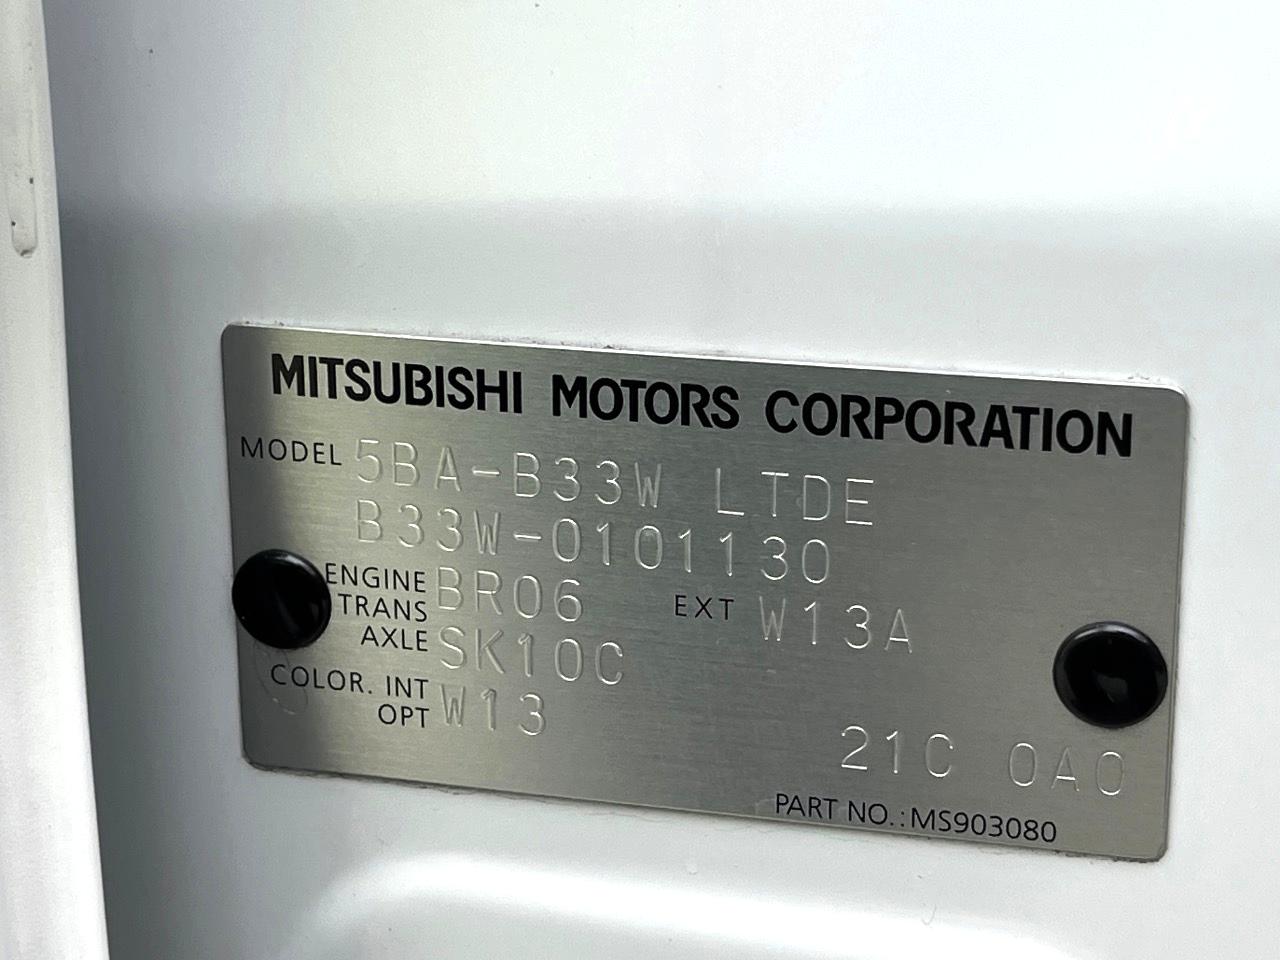 MITSUBISHI MOTORS CORPORATION
MODEL 5BA-B33W LTDE
B33W-0101130
ENGINE BR06 EXT W13A
TRANS
AXLE SK10C
COLOR. INT W13
OPT
21C 0A0
PART NO.:MS903080